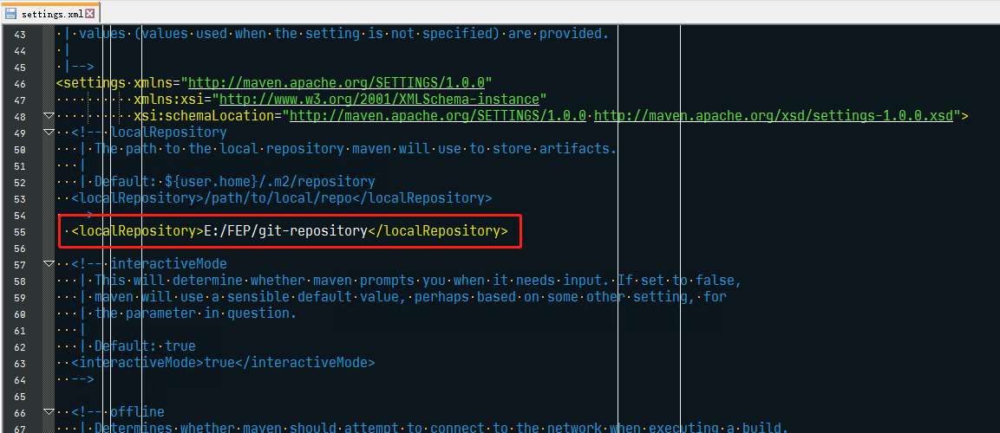 settings.xml
43 | values (values used when the setting is not specified) are provided.
44 |
45 |-->
46 <settings xmlns="http://maven.apache.org/SETTINGS/1.0.0"
47 xmlns:xsi="http://www.w3.org/2001/XMLSchema-instance"
48 xsi:schemaLocation="http://maven.apache.org/SETTINGS/1.0.0 http://maven.apache.org/xsd/settings-1.0.0.xsd">
49 <!-- localRepository
50 | The path to the local repository maven will use to store artifacts.
51 |
52 | Default: ${user.home}/.m2/repository
53 <localRepository>/path/to/local/repo</localRepository>
54 -->
55 <localRepository>E:/FEP/git-repository</localRepository>
56
57 <!-- interactiveMode
58 | This will determine whether maven prompts you when it needs input. If set to false,
59 | maven will use a sensible default value, perhaps based on some other setting, for
60 | the parameter in question.
61 |
62 | Default: true
63 <interactiveMode>true</interactiveMode>
64 -->
65
66 <!-- offline
67 | Determines whether maven should attempt to connect to the network when executing a build.